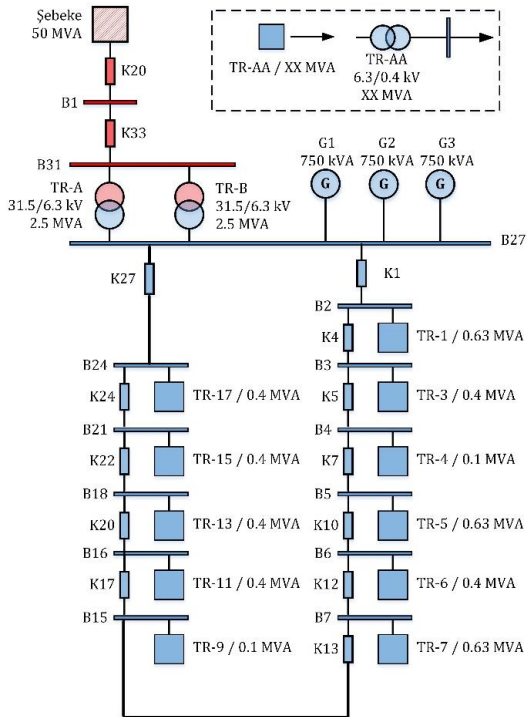 Şebeke
50 MVA
K20
B1
K33
B31
TR-A
31.5/6.3 kV
2.5 MVA
TR-B
31.5/6.3 kV
2.5 MVA
TR-AA / XX MVA
TR-AA
6.3/0.4 kV
XX MVA
G1
750 kVA
G2
750 kVA
G3
750 kVA
G
G
G
B27
K27
K1
B24
K24
TR-17 / 0.4 MVA
B21
K22
TR-15 / 0.4 MVA
B18
K20
TR-13 / 0.4 MVA
B16
K17
TR-11 / 0.4 MVA
B15
TR-9 / 0.1 MVA
B2
K4
TR-1 / 0.63 MVA
B3
K5
TR-3 / 0.4 MVA
B4
K7
TR-4 / 0.1 MVA
B5
K10
TR-5 / 0.63 MVA
B6
K12
TR-6 / 0.4 MVA
B7
K13
TR-7 / 0.63 MVA